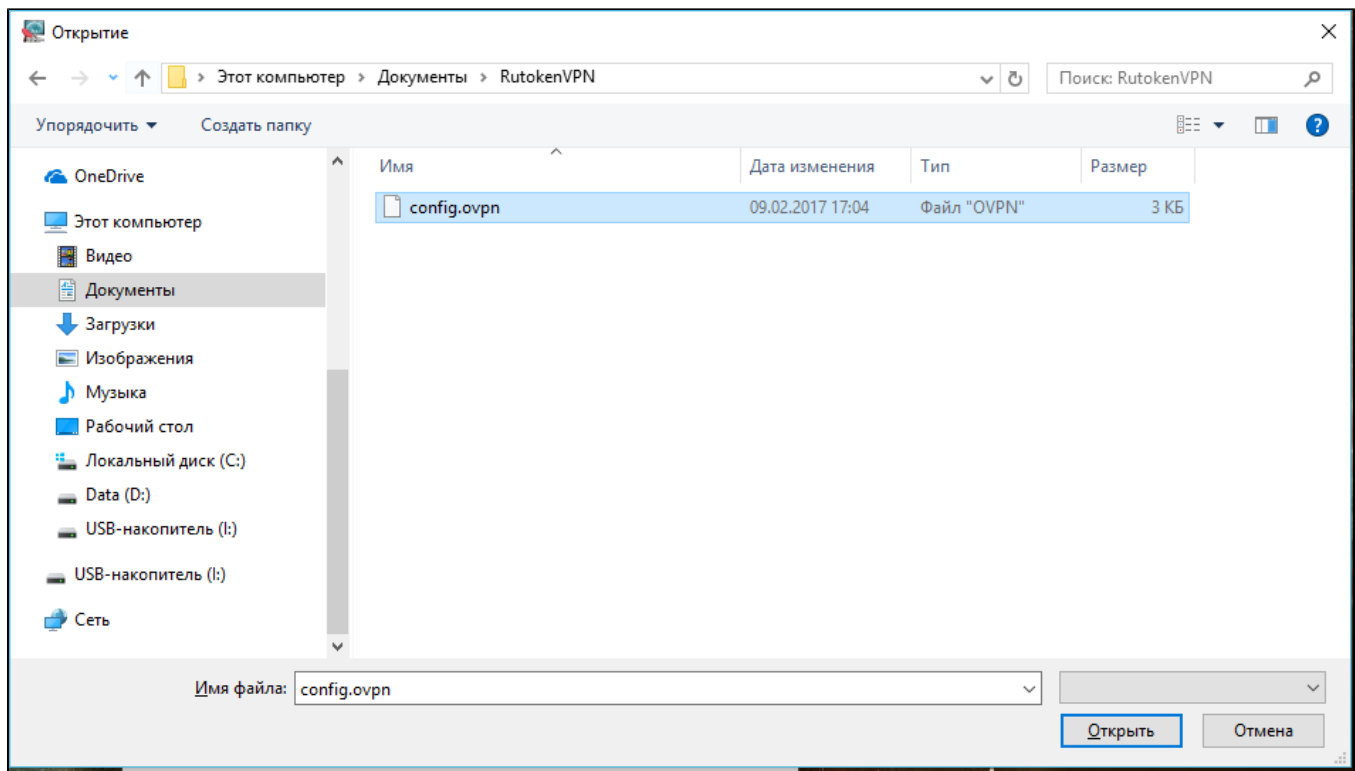 Открытие
Этот компьютер > Документы > RutokenVPN
Поиск: RutokenVPN
Упорядочить
Создать папку
OneDrive
Этот компьютер
Видео
Документы
Загрузки
Изображения
Музыка
Рабочий стол
Локальный диск (C:)
Data (D:)
USB-накопитель (I:)
USB-накопитель (I:)
Сеть
Имя Дата изменения Тип Размер
config.ovpn 09.02.2017 17:04 Файл "OVPN" 3 КБ
Имя файла: config.ovpn
Открыть Отмена